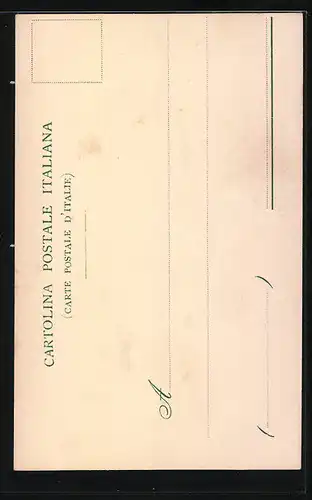 CARTOLINA POSTALE ITALIANA
(CARTE POSTALE D'ITALIE)
A
( )